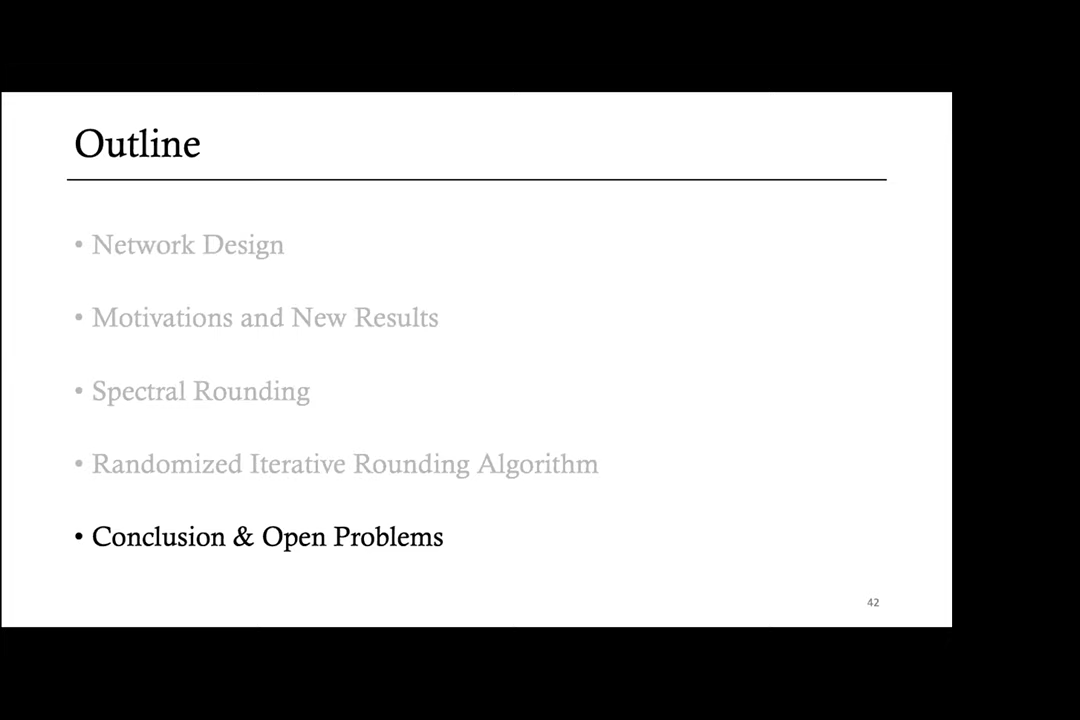 Outline
• Network Design
• Motivations and New Results
• Spectral Rounding
• Randomized Iterative Rounding Algorithm
• Conclusion & Open Problems
42